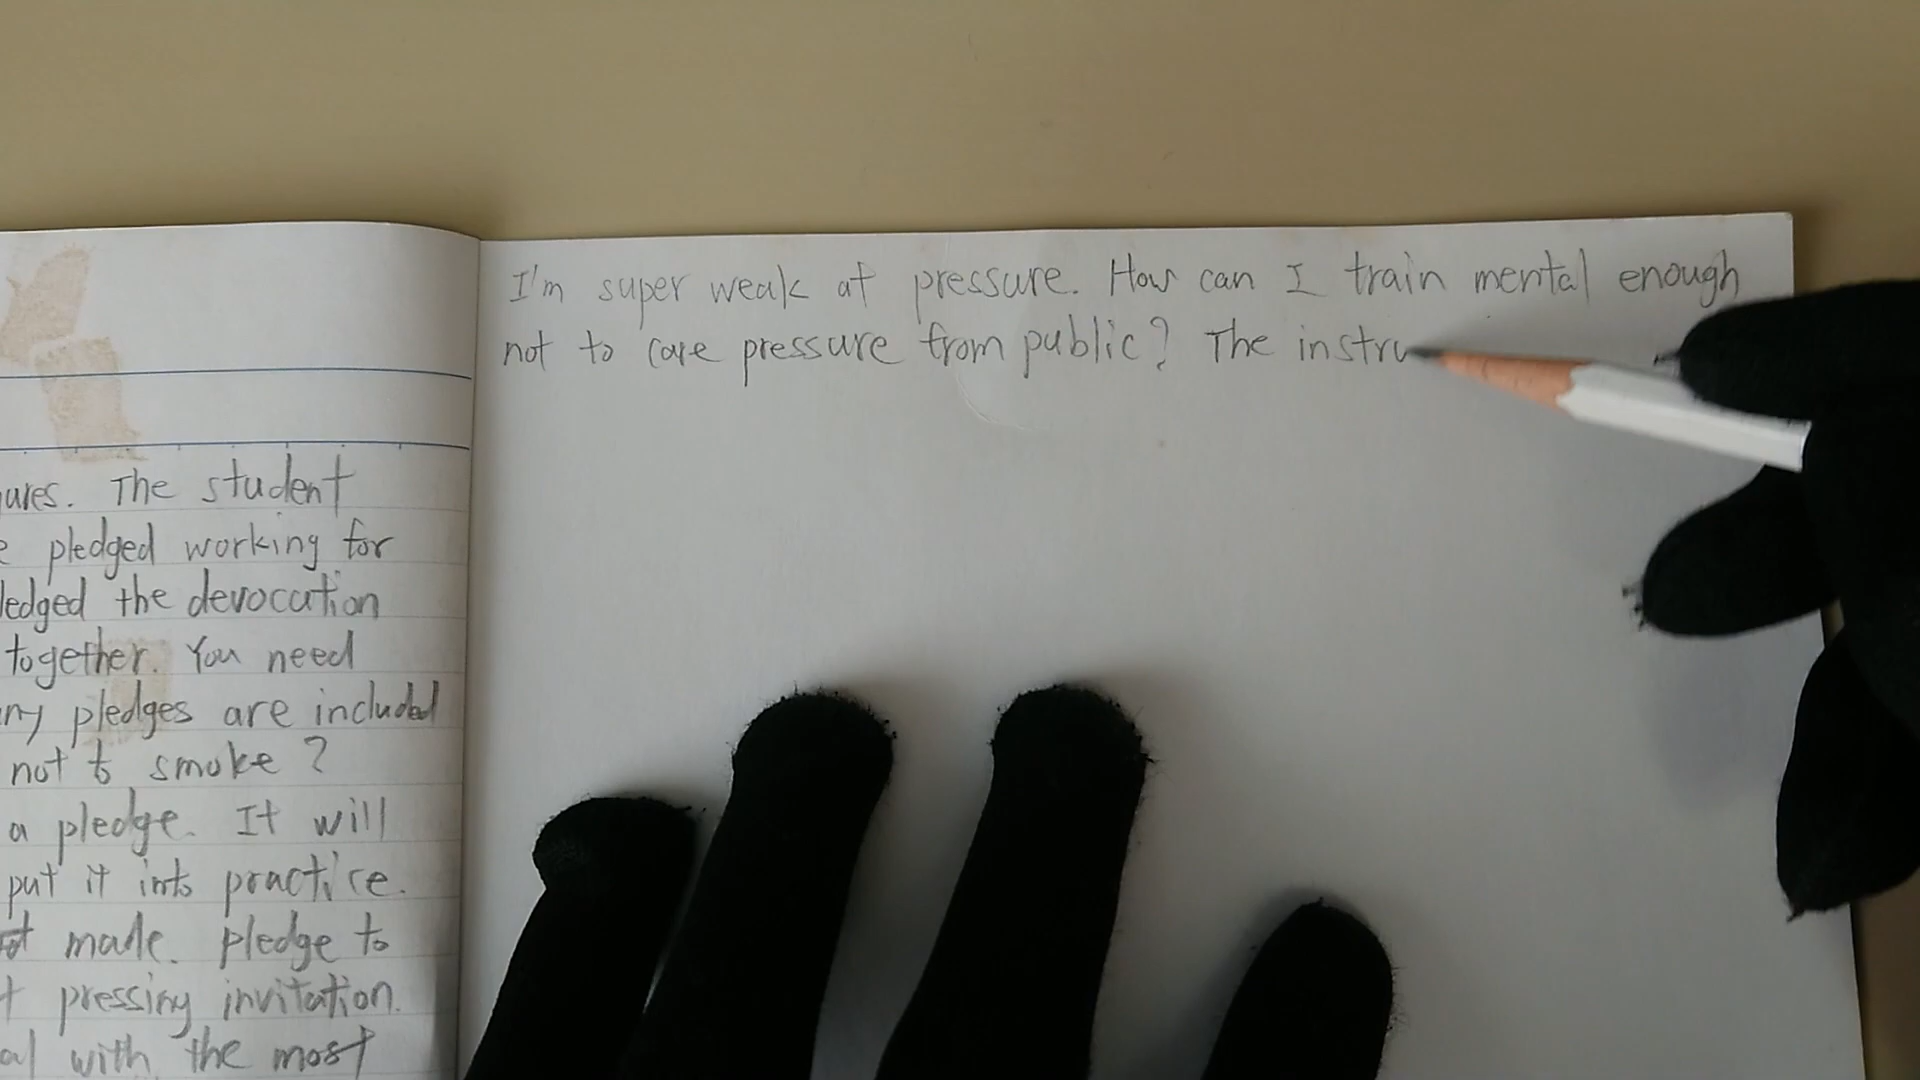 ures. The student
pledged working for
ledged the devocation
together. You need
ny pledges are included
not to smoke?
a pledge. It will
put it into practice.
made. pledge to
pressing invitation.
with the most
I'm super weak at pressure. How can I train mental enough
not to care pressure from public? The instru